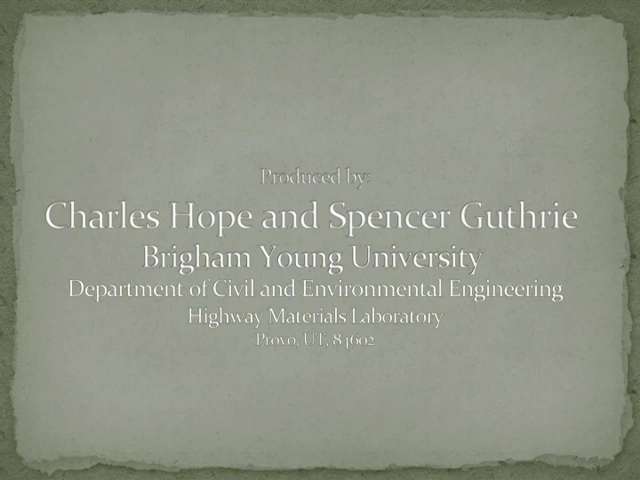 Produced by:
Charles Hope and Spencer Guthrie
Brigham Young University
Department of Civil and Environmental Engineering
Highway Materials Laboratory
Provo, UT, 84602